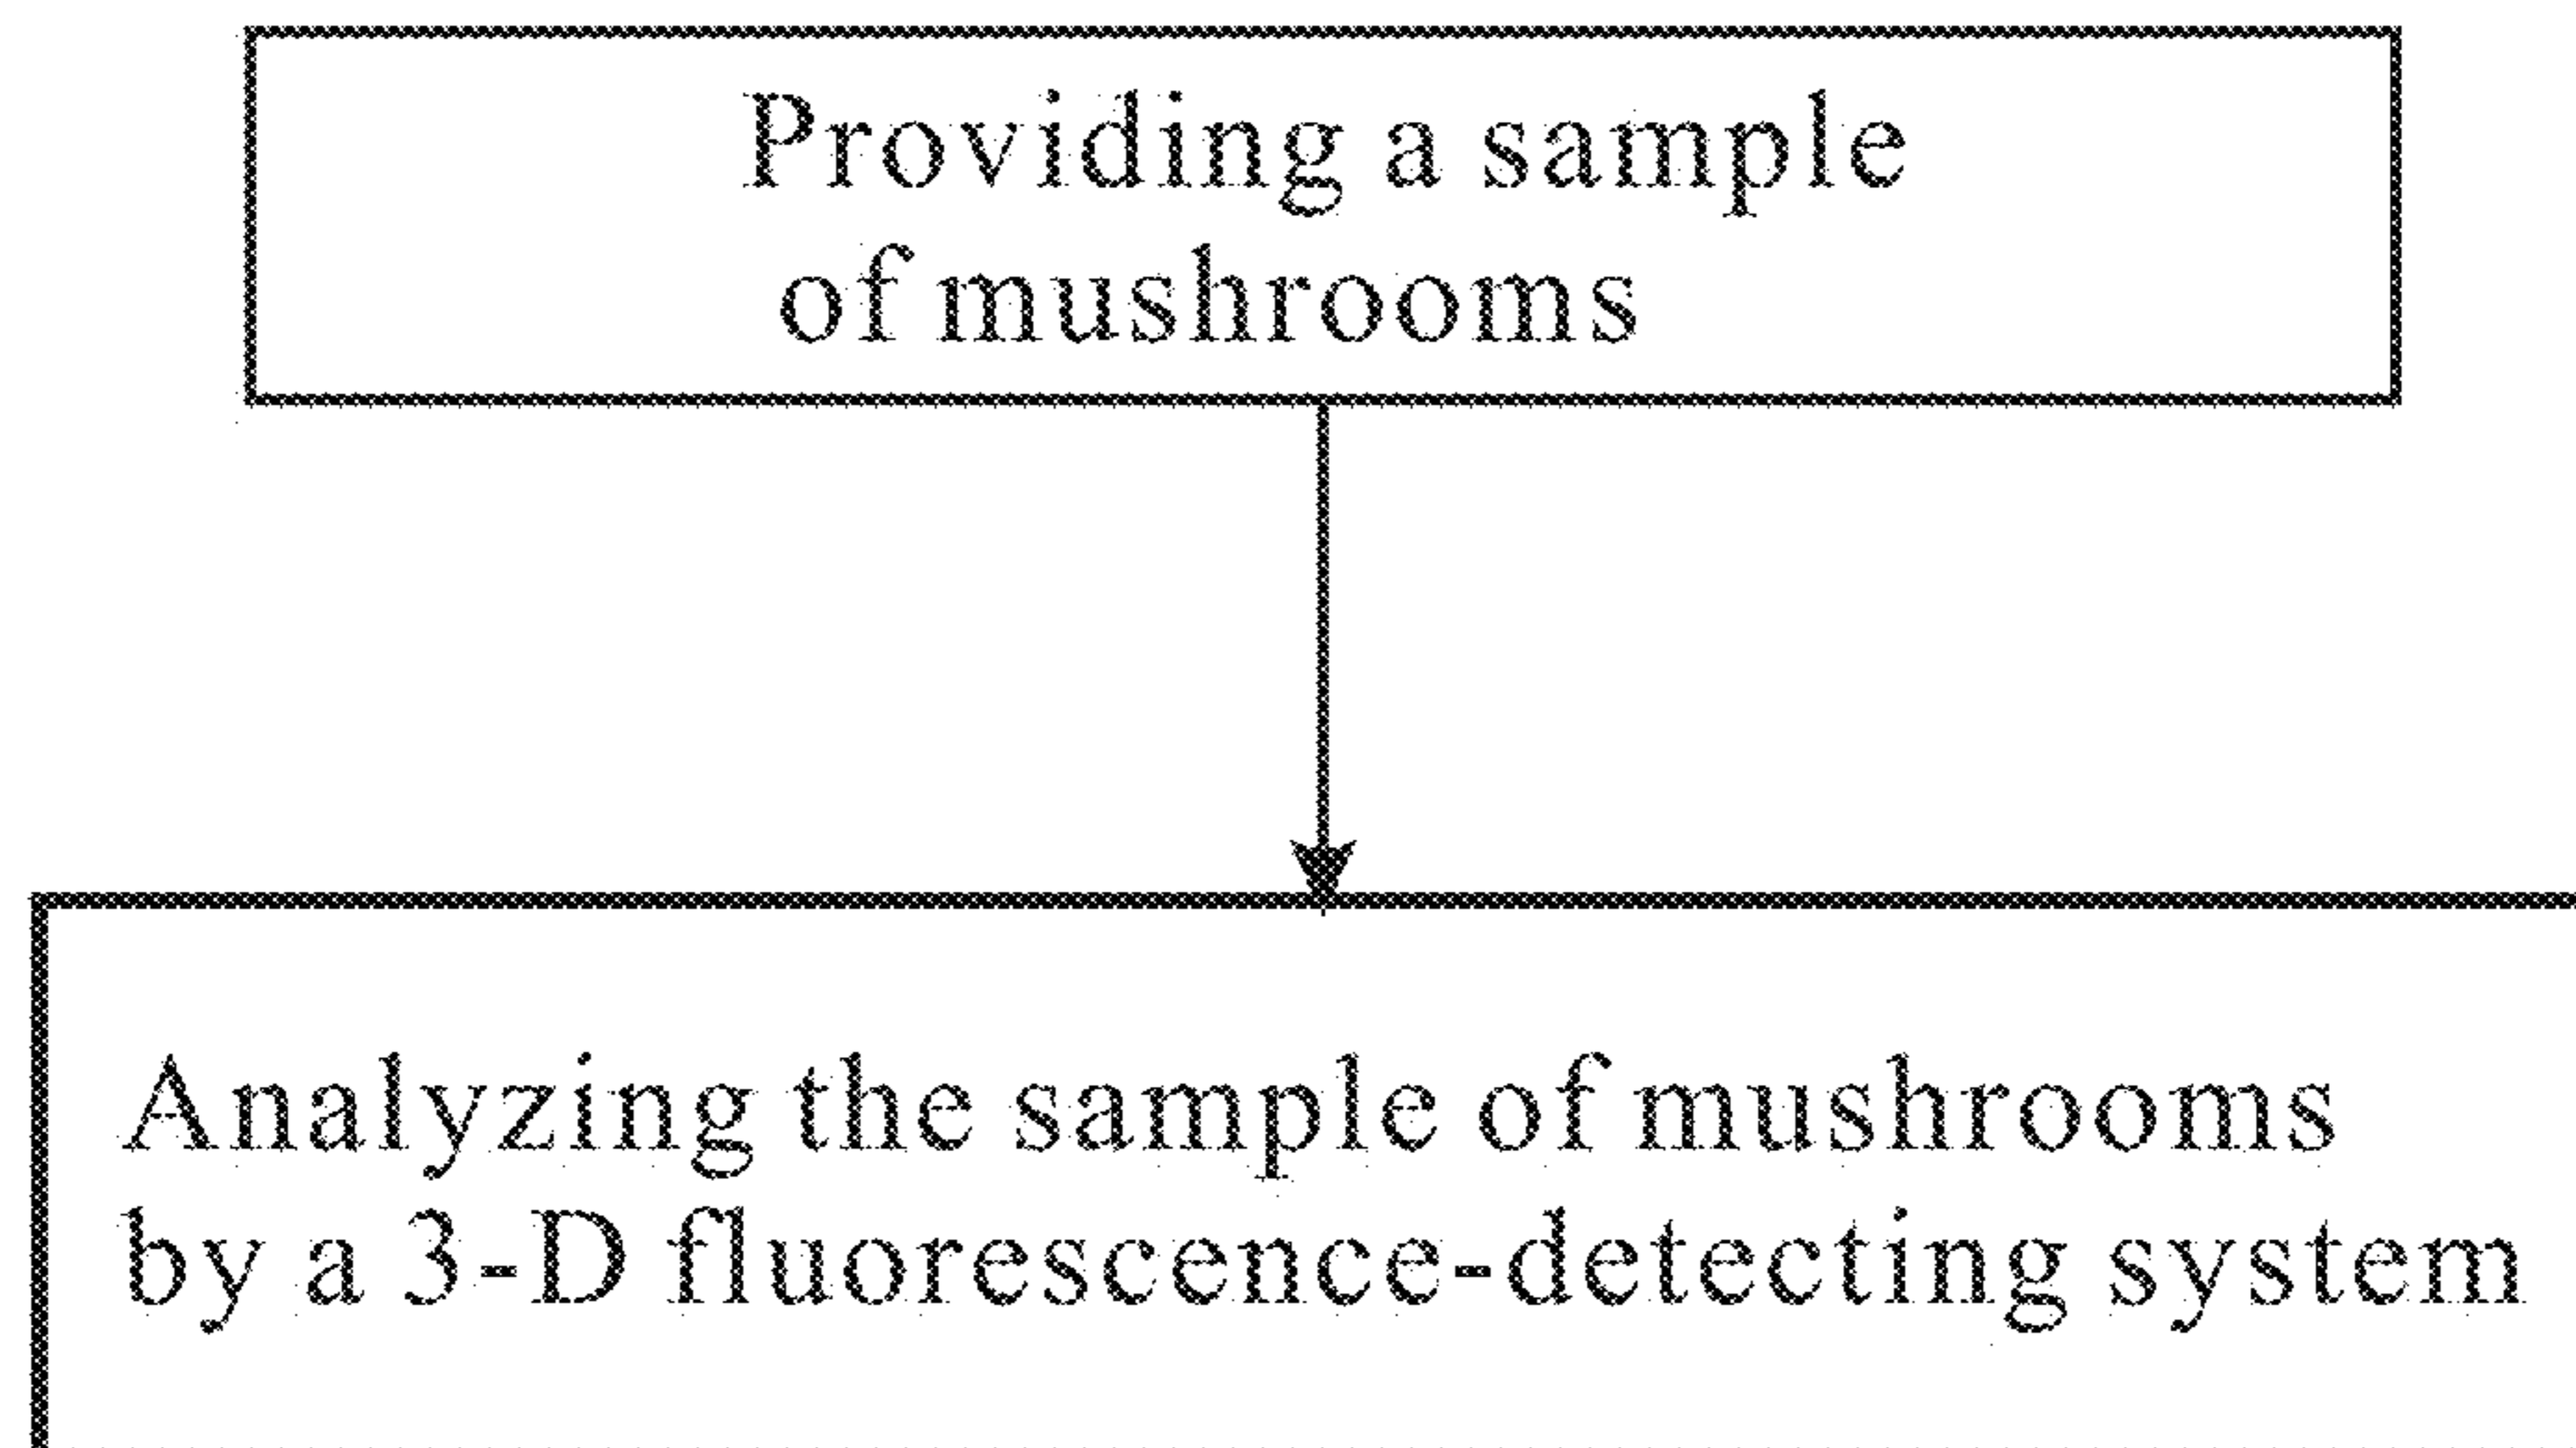 Providing a sample
of mushrooms
Analyzing the sample of mushrooms
by a 3-D fluorescence-detecting system